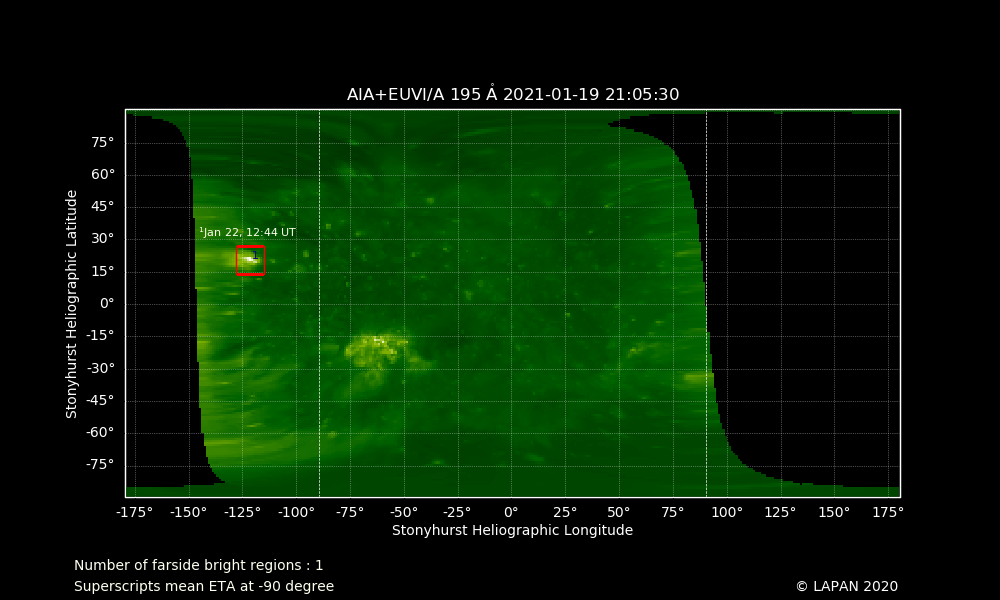 AIA+EUVI/A 195 Å 2021-01-19 21:05:30
75°
60°
45°
¹Jan 22, 12:44 UT
30°
1
15°
0°
-15°
-30°
-45°
-60°
-75°
Stonyhurst Heliographic Latitude
-175° -150° -125° -100° -75° -50° -25° 0° 25° 50° 75° 100° 125° 150° 175°
Stonyhurst Heliographic Longitude
Number of farside bright regions : 1
Superscripts mean ETA at -90 degree
© LAPAN 2020